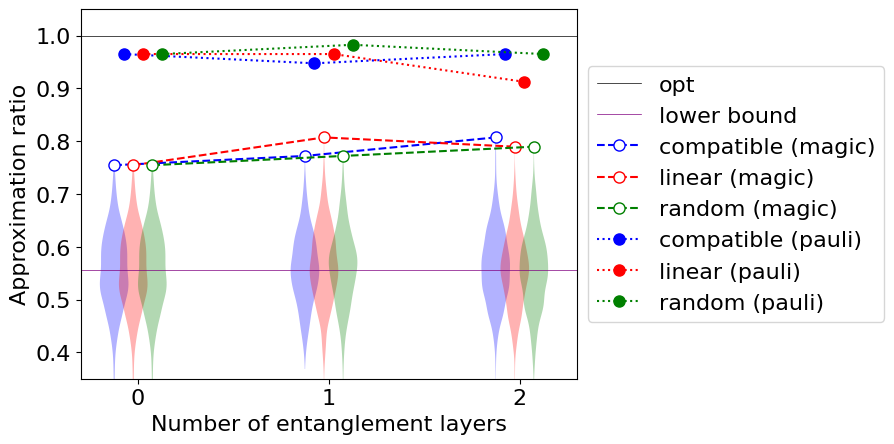 1.0
0.9
0.8
0.7
0.6
0.5
0.4
Approximation ratio
0 1 2
Number of entanglement layers
opt
lower bound
compatible (magic)
linear (magic)
random (magic)
compatible (pauli)
linear (pauli)
random (pauli)